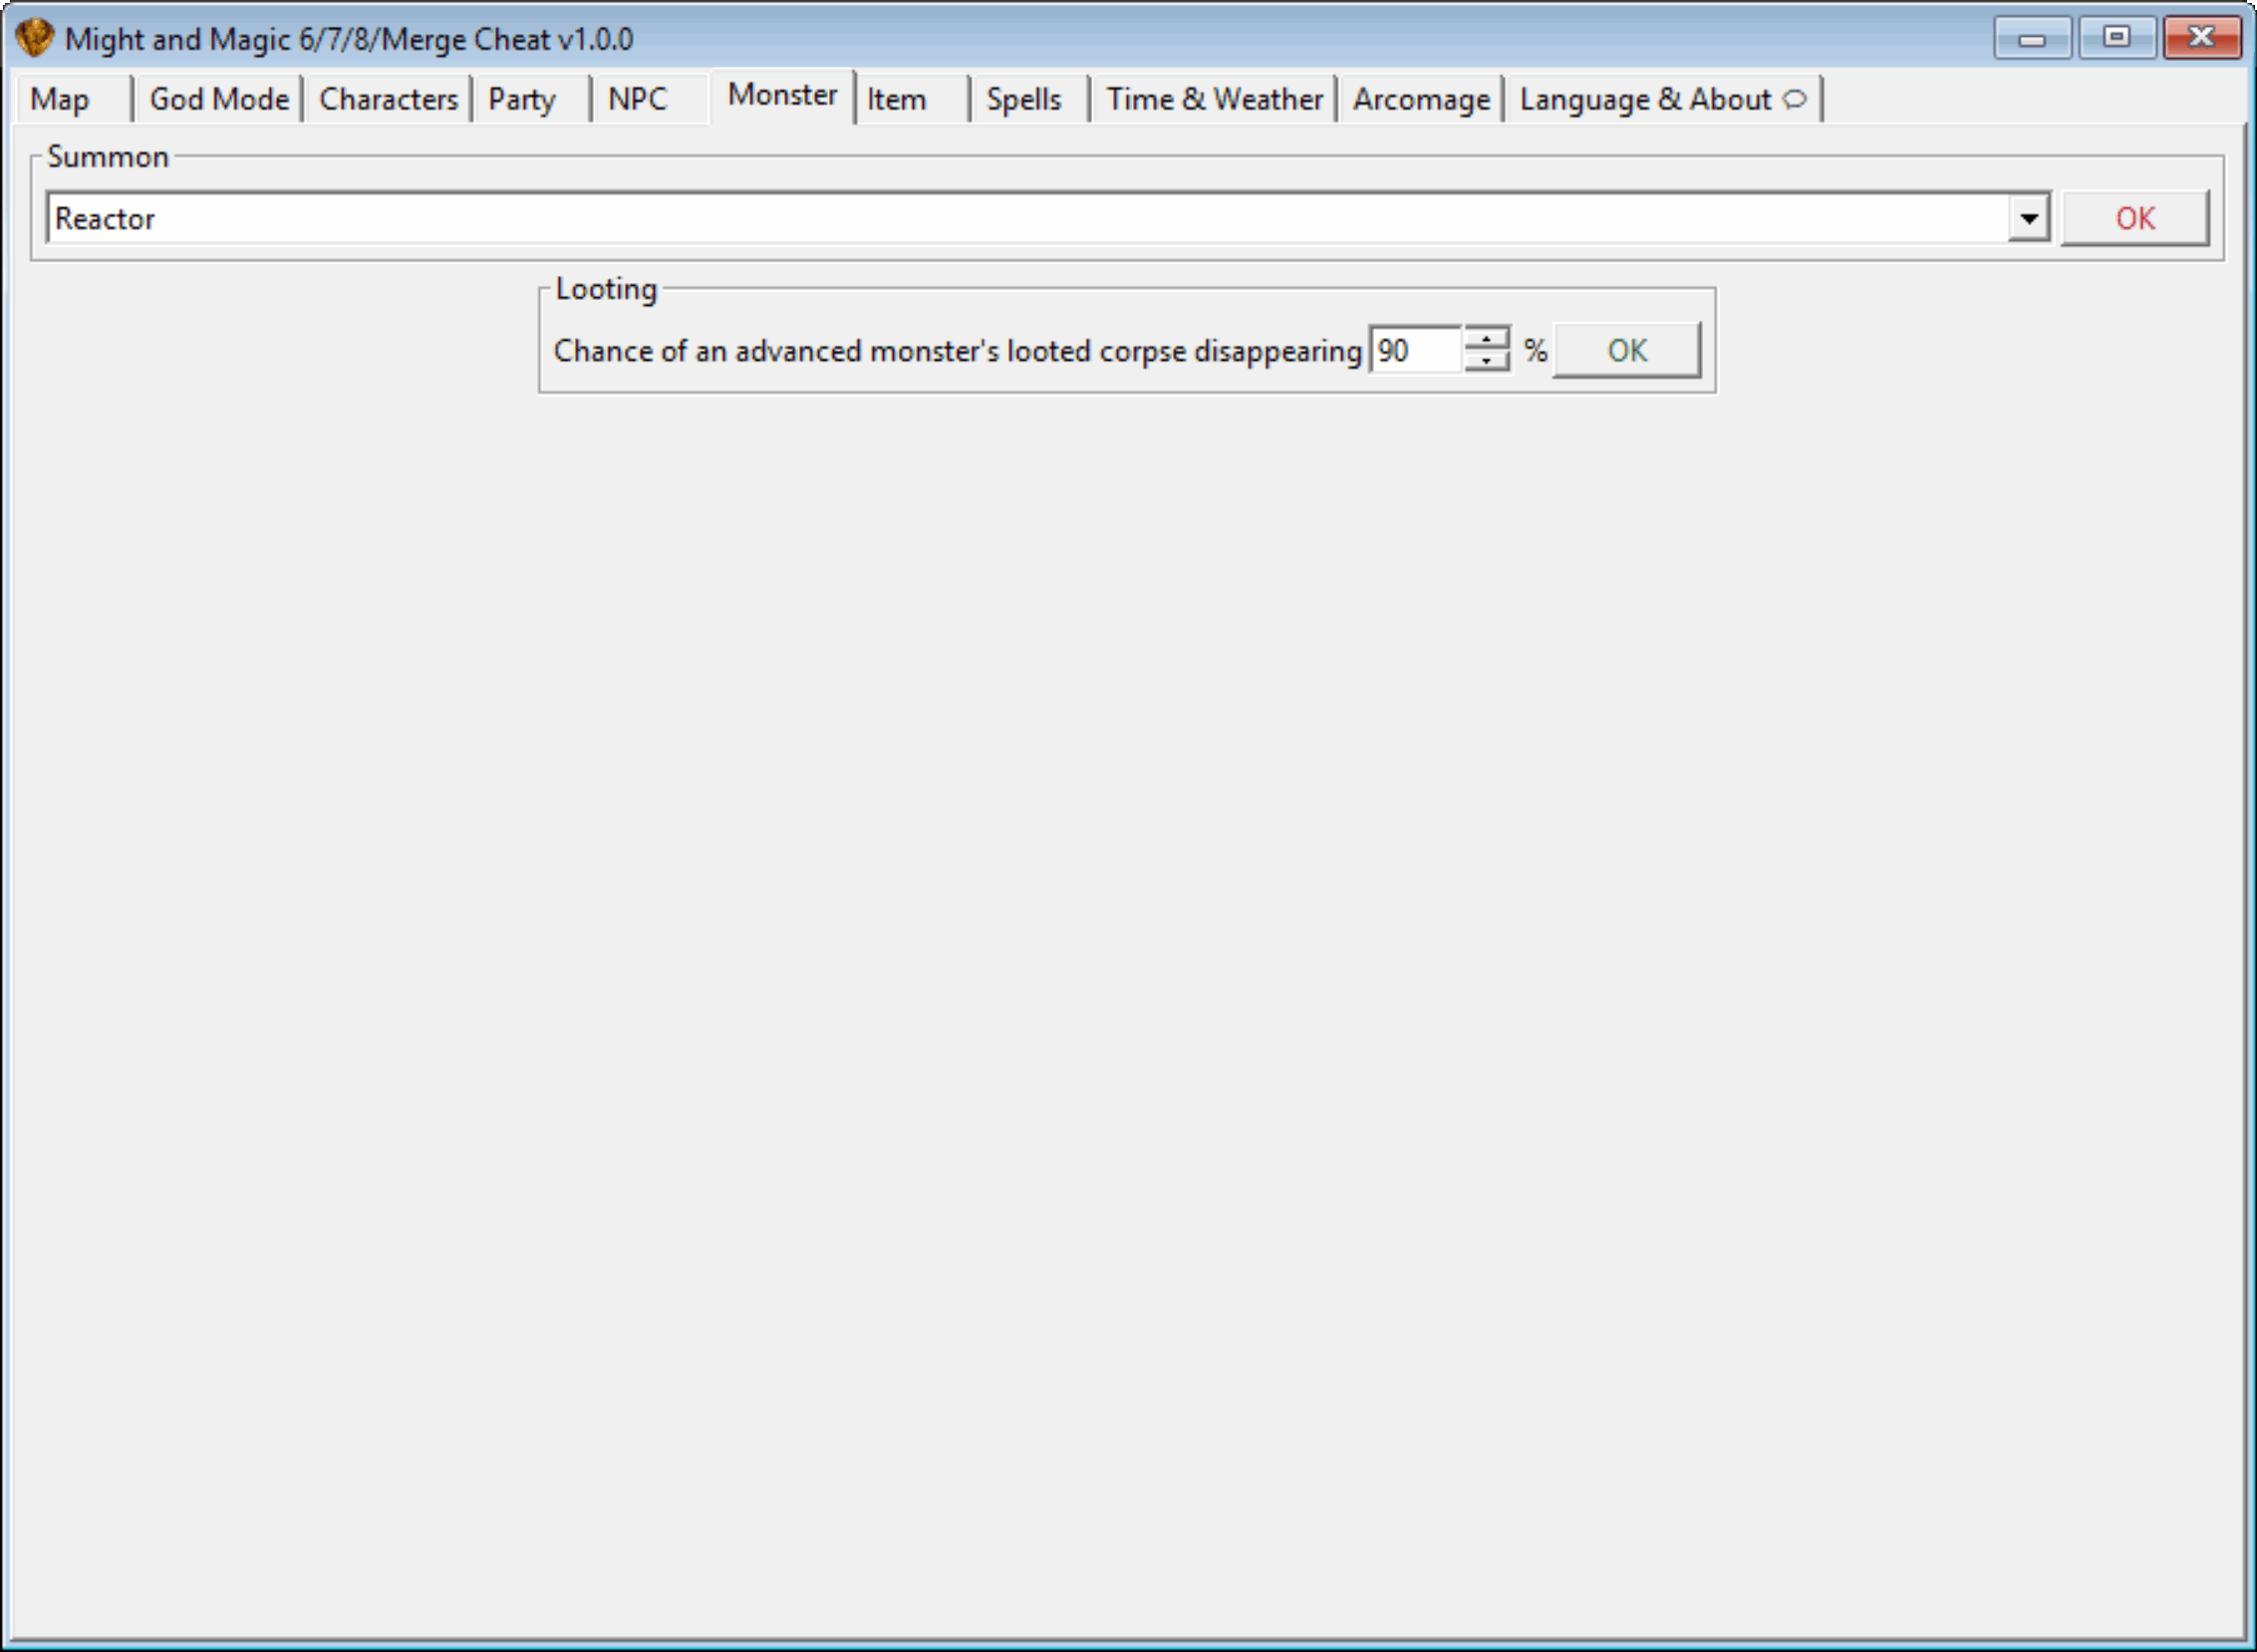 Might and Magic 6/7/8/Merge Cheat v1.0.0
Map God Mode Characters Party NPC Monster Item Spells Time & Weather Arcomage Language & About
Summon
Reactor OK
Looting
Chance of an advanced monster's looted corpse disappearing 90 % OK